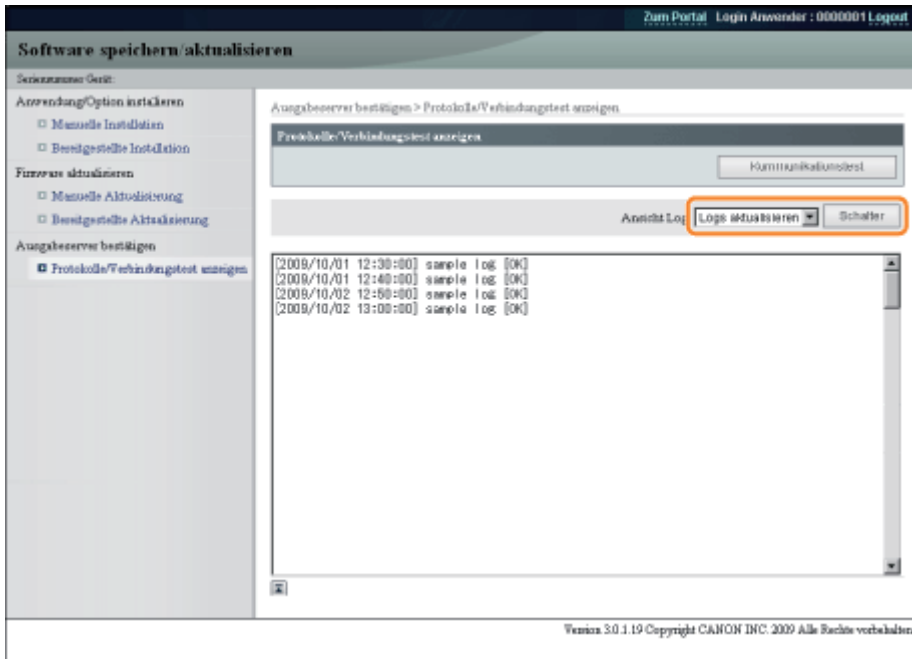 Zum Portal Login Anwender : 0000001 Logout
Software speichern/aktualisieren
Seriennummer Gerät:
Anwendung/Option installieren
Manuelle Installation
Bereitgestellte Installation
Firmware aktualisieren
Manuelle Aktualisierung
Bereitgestellte Aktualisierung
Ausgabeserver bestätigen
Protokolle/Verbindungstest anzeigen
Ausgabeserver bestätigen > Protokolle/Verbindungstest anzeigen
Protokolle/Verbindungstest anzeigen
Kommunikationstest
Ansicht Log Logs aktualisieren Schalter
[2009/10/01 12:30:00] sample log [OK]
[2009/10/01 12:40:00] sample log [OK]
[2009/10/02 12:50:00] sample log [OK]
[2009/10/02 13:00:00] sample log [OK]
Version 3.0.1.19 Copyright CANON INC. 2009 Alle Rechte vorbehalten